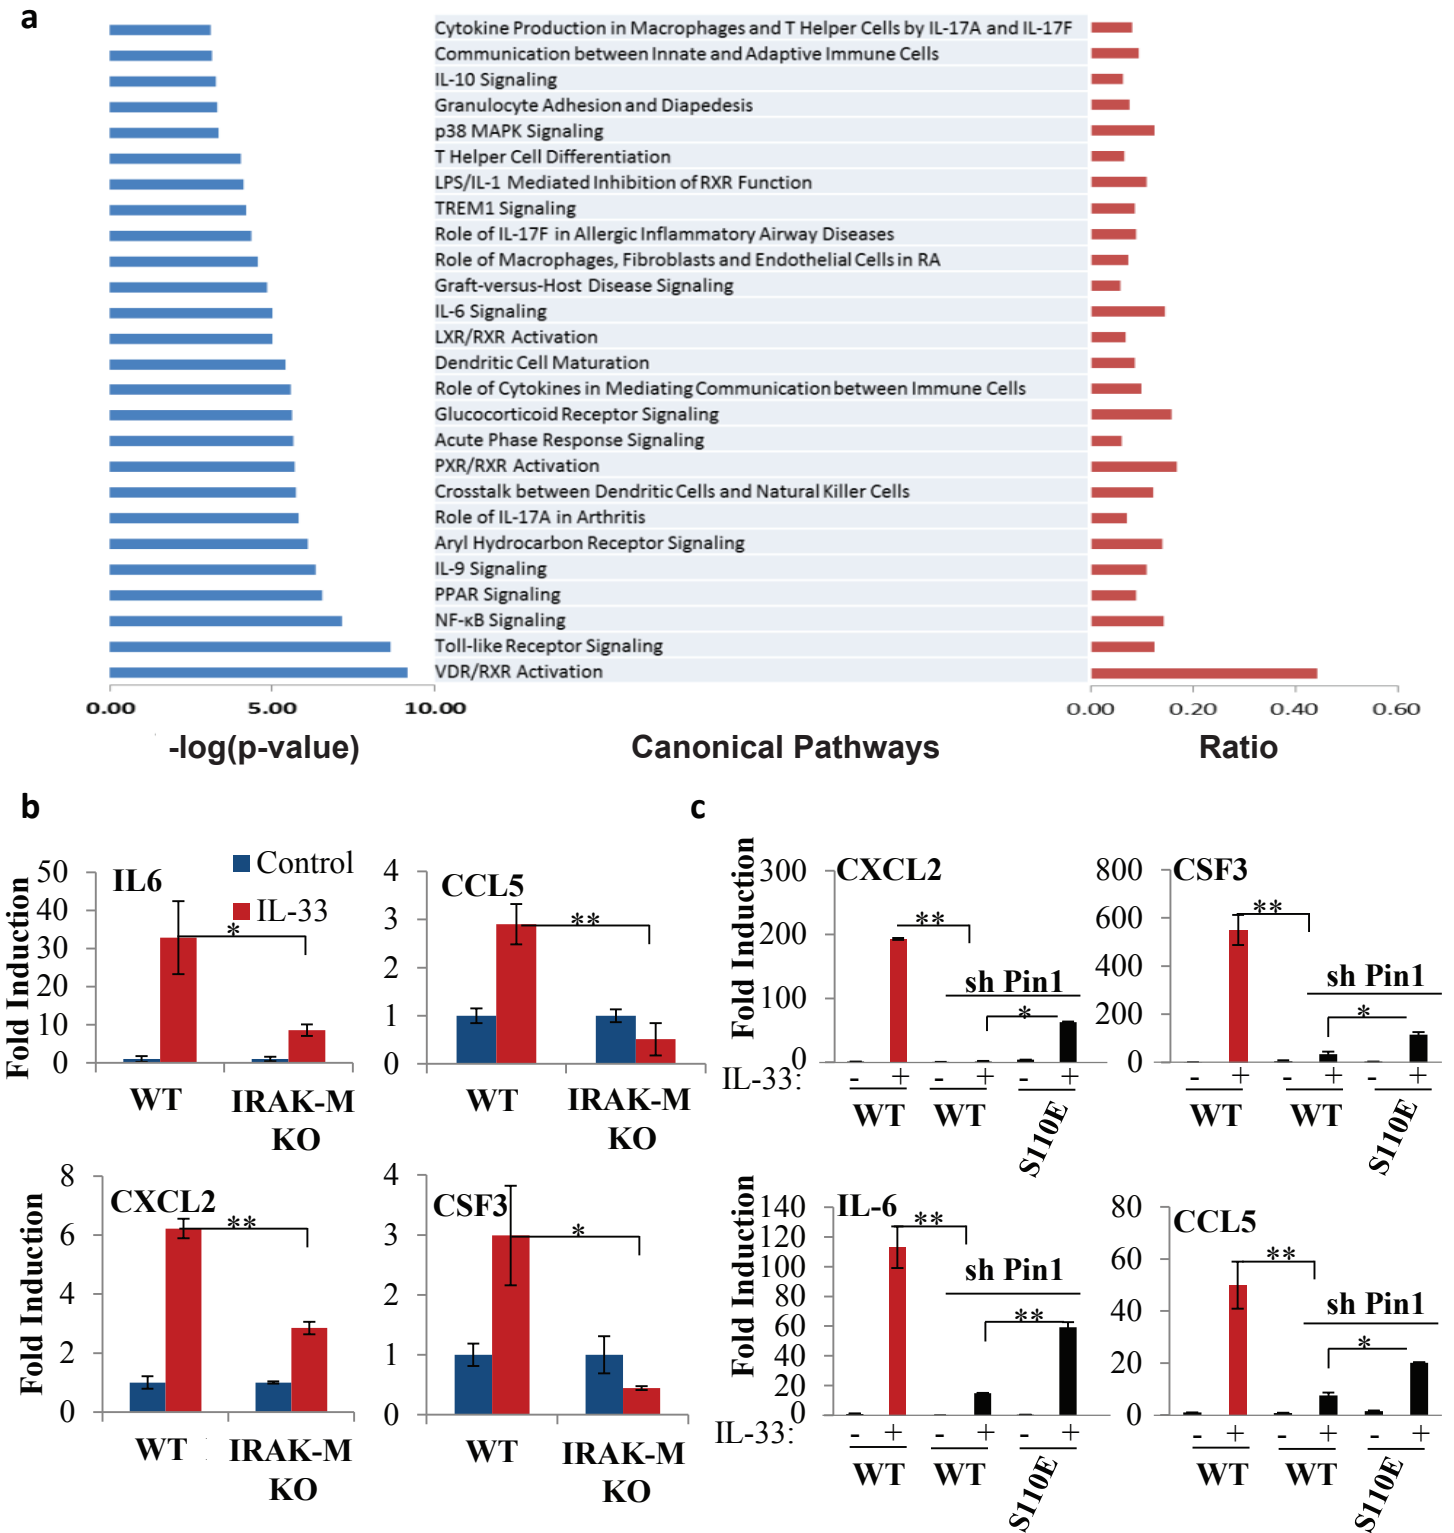 a
Cytokine Production in Macrophages and T Helper Cells by IL-17A and IL-17F
Communication between Innate and Adaptive Immune Cells
IL-10 Signaling
Granulocyte Adhesion and Diapedesis
p38 MAPK Signaling
T Helper Cell Differentiation
LPS/IL-1 Mediated Inhibition of RXR Function
TREM1 Signaling
Role of IL-17F in Allergic Inflammatory Airway Diseases
Role of Macrophages, Fibroblasts and Endothelial Cells in RA
Graft-versus-Host Disease Signaling
IL-6 Signaling
LXR/RXR Activation
Dendritic Cell Maturation
Role of Cytokines in Mediating Communication between Immune Cells
Glucocorticoid Receptor Signaling
Acute Phase Response Signaling
PXR/RXR Activation
Crosstalk between Dendritic Cells and Natural Killer Cells
Role of IL-17A in Arthritis
Aryl Hydrocarbon Receptor Signaling
IL-9 Signaling
PPAR Signaling
NF-κB Signaling
Toll-like Receptor Signaling
VDR/RXR Activation
0.00 5.00 10.00 0.00 0.20 0.40 0.60
-log(p-value) Canonical Pathways Ratio
b
Fold Induction
50
40
30
20
10
0
IL6
Control
IL-33
*
WT IRAK-M
KO
4
3
2
1
0
CCL5
**
WT IRAK-M
KO
Fold Induction
8
6
4
2
0
CXCL2
**
WT IRAK-M
KO
4
3
2
1
0
CSF3
*
WT IRAK-M
KO
c
Fold Induction
300
200
100
0
CXCL2
**
sh Pin1
*
IL-33: - + - + - +
WT WT S110E
800
600
400
200
0
CSF3
**
sh Pin1
*
- + - + - +
WT WT S110E
Fold Induction
140
120
100
80
60
40
20
0
IL-6
**
sh Pin1
**
IL-33: - + - + - +
WT WT S110E
80
60
40
20
0
CCL5
**
sh Pin1
*
- + - + - +
WT WT S110E